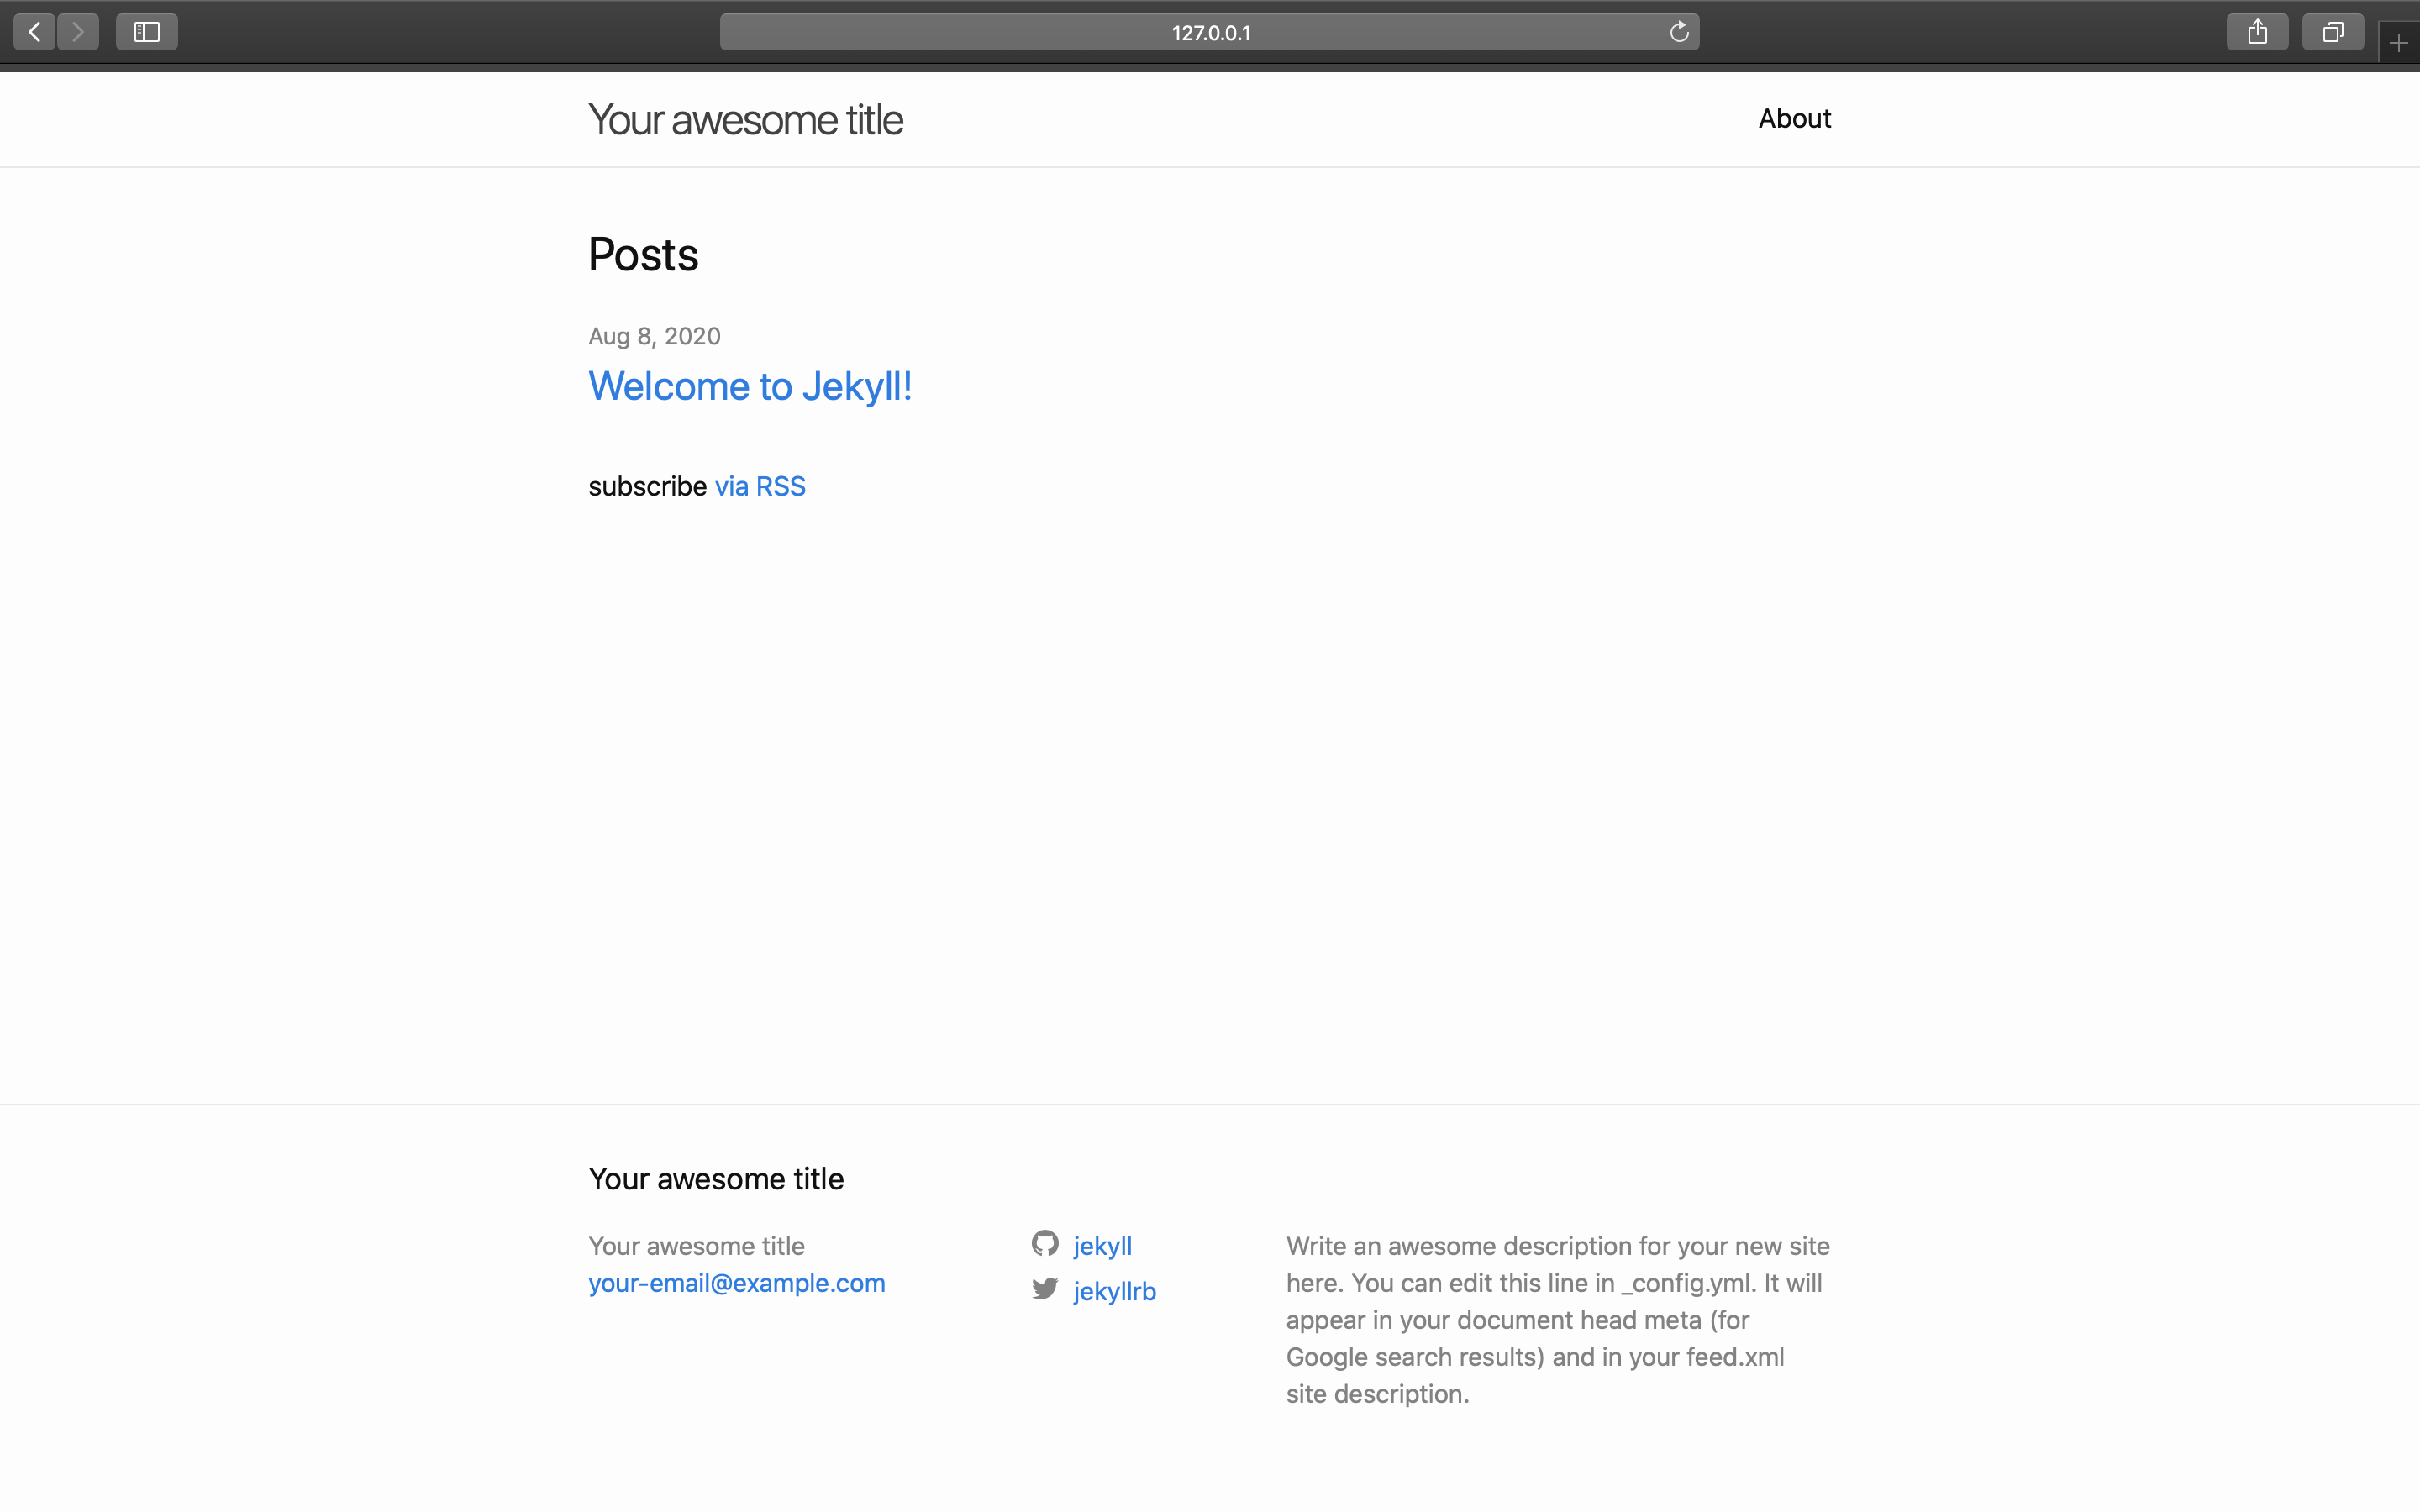 127.0.0.1
Your awesome title
About
Posts
Aug 8, 2020
Welcome to Jekyll!
subscribe via RSS
Your awesome title
Your awesome title
your-email@example.com
jekyll
jekyllrb
Write an awesome description for your new site
here. You can edit this line in _config.yml. It will
appear in your document head meta (for
Google search results) and in your feed.xml
site description.